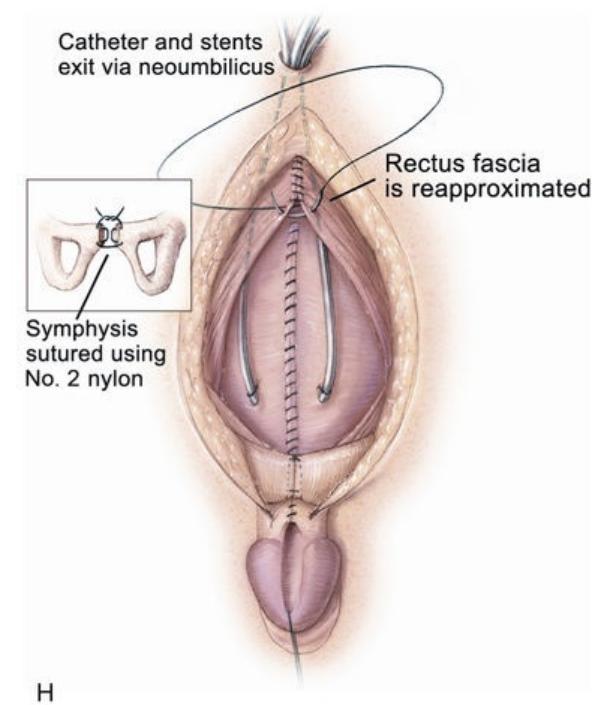 Catheter and stents
exit via neoumbilicus
Rectus fascia
is reapproximated
Symphysis
sutured using
No. 2 nylon
H